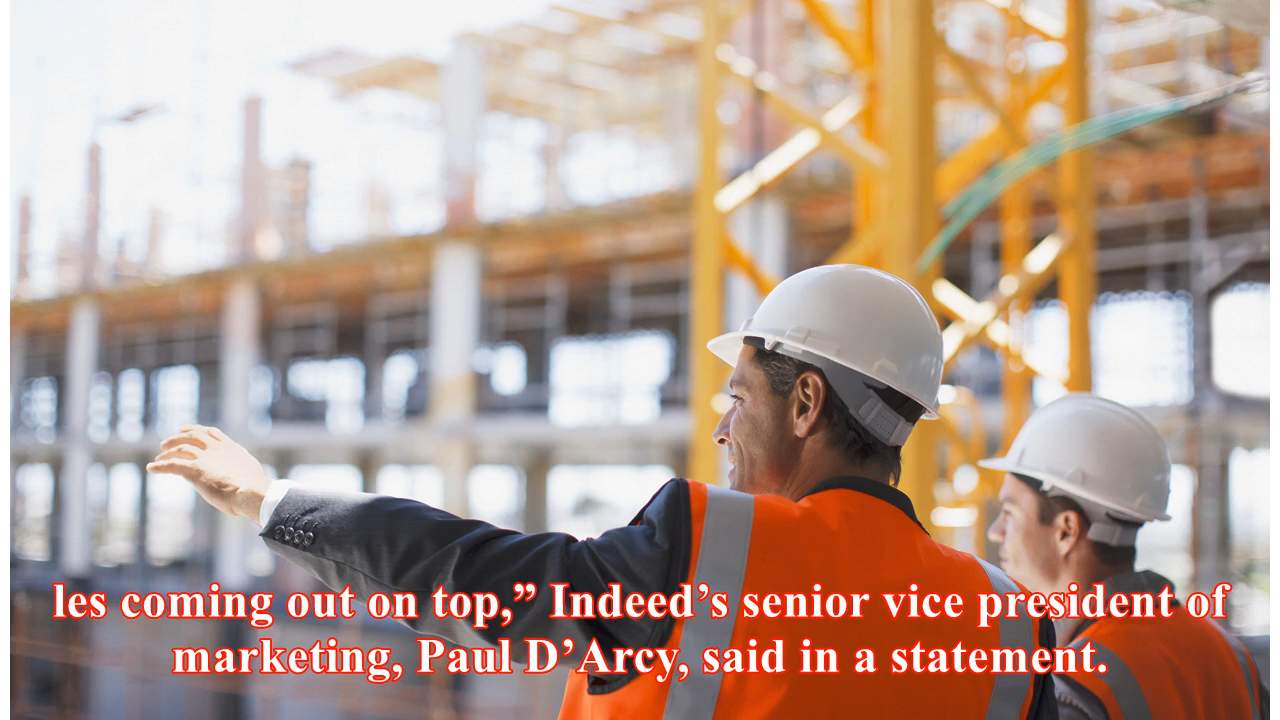 les coming out on top,” Indeed’s senior vice president of
marketing, Paul D’Arcy, said in a statement.